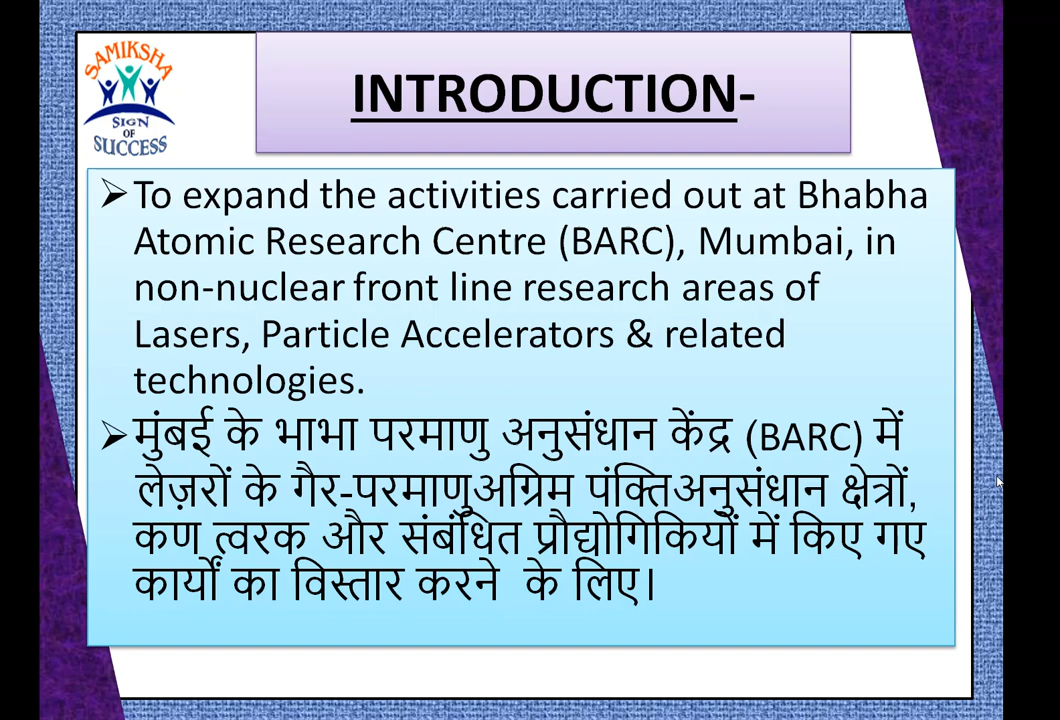 SAMIKSHA
SIGN
OF
SUCCESS
INTRODUCTION-
➢To expand the activities carried out at Bhabha
Atomic Research Centre (BARC), Mumbai, in
non-nuclear front line research areas of
Lasers, Particle Accelerators & related
technologies.
➢मुंबई के भाभा परमाणु अनुसंधान केंद्र (BARC) में
लेज़रों के गैर-परमाणुअग्रिम पंक्तिअनुसंधान क्षेत्रों,
कण त्वरक और संबंधित प्रौद्योगिकियों में किए गए
कार्यों का विस्तार करने  के लिए।